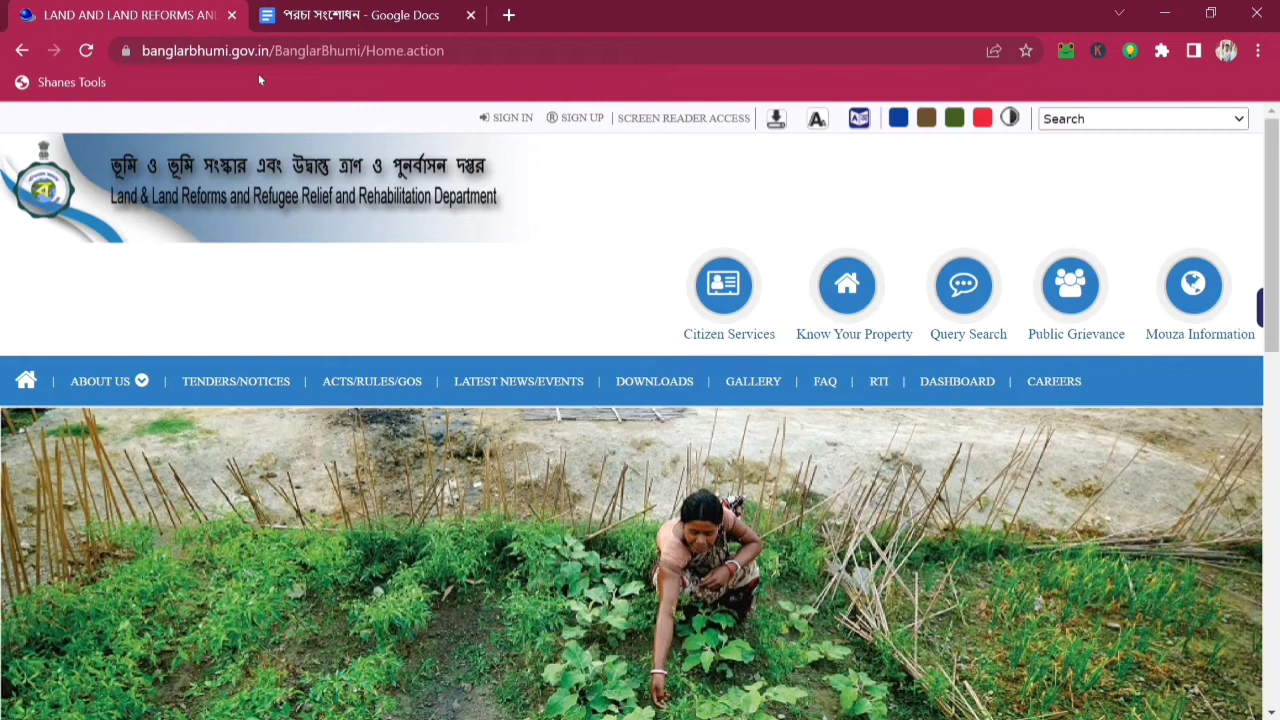 LAND AND LAND REFORMS AN
পরচা সংশোধন - Google Docs
banglarbhumi.gov.in/BanglarBhumi/Home.action
Shanes Tools
SIGN IN
SIGN UP
SCREEN READER ACCESS
Search
ভূমি ও ভূমি সংস্কার এবং উদ্বাস্তু ত্রাণ ও পুনর্বাসন দপ্তর
Land & Land Reforms and Refugee Relief and Rehabilitation Department
Citizen Services
Know Your Property
Query Search
Public Grievance
Mouza Information
ABOUT US | TENDERS/NOTICES | ACTS/RULES/GOS | LATEST NEWS/EVENTS | DOWNLOADS | GALLERY | FAQ | RTI | DASHBOARD | CAREERS